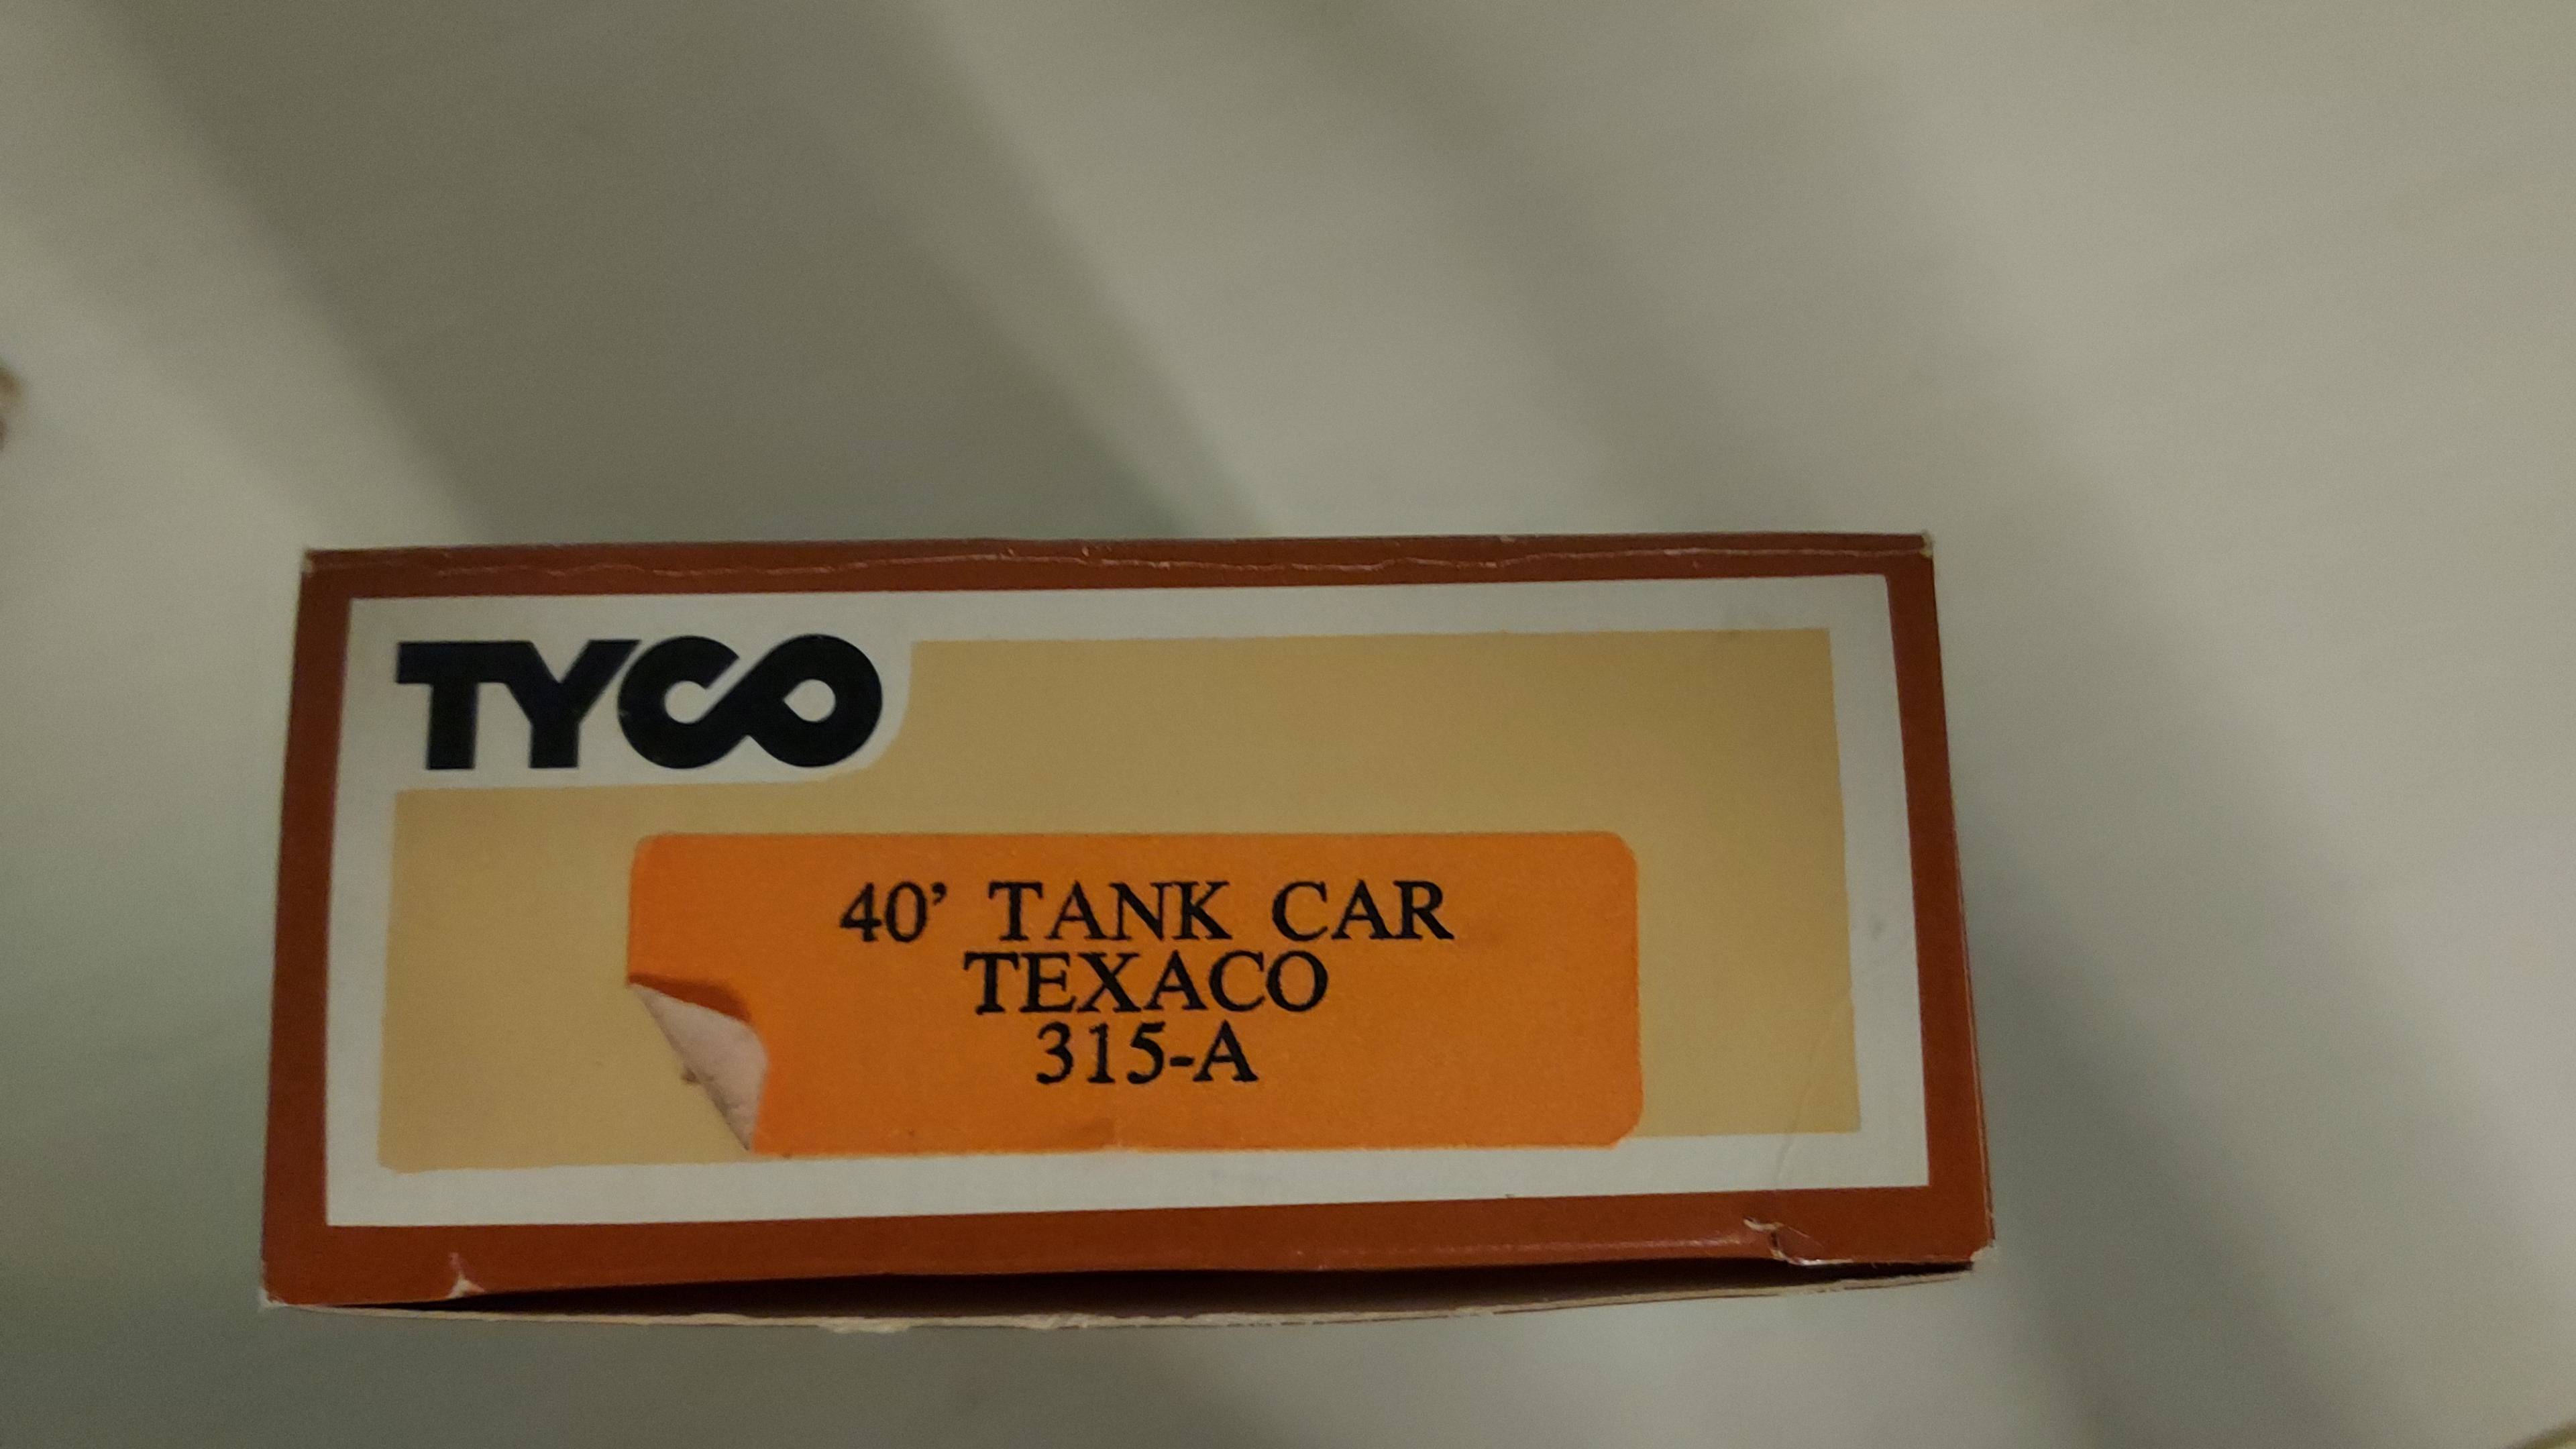 TYCO
40' TANK CAR
TEXACO
315-A